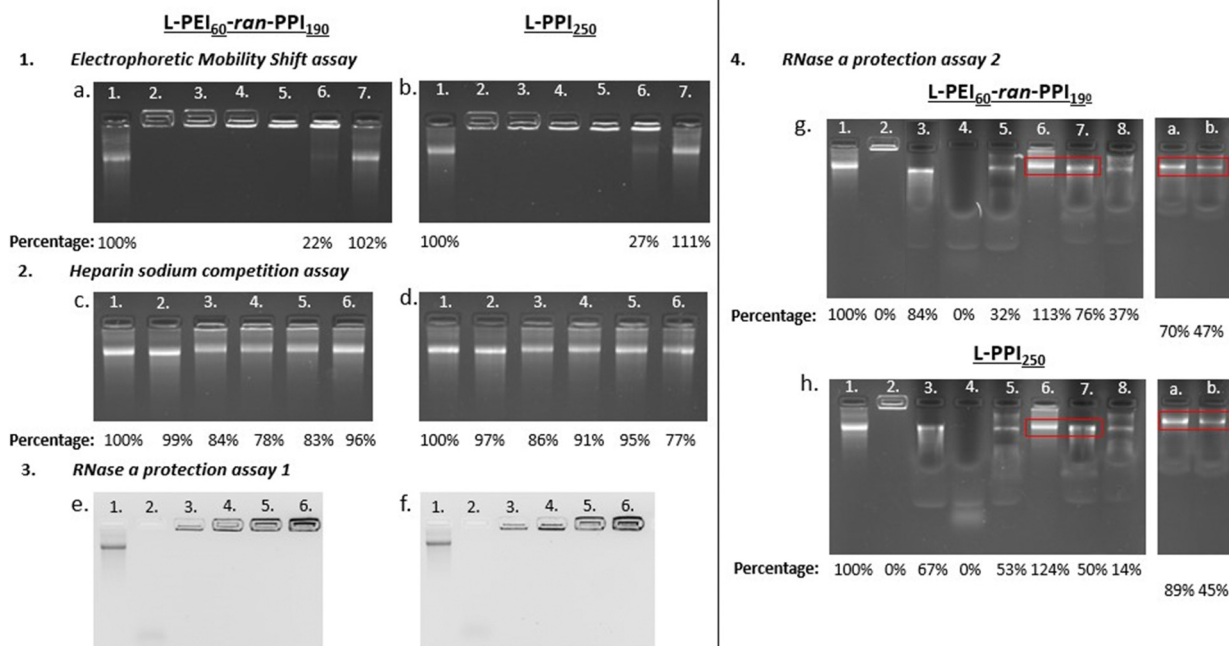 L-PEI60-ran-PPI190
L-PPI250
1. Electrophoretic Mobility Shift assay
a. 1. 2. 3. 4. 5. 6. 7.
b. 1. 2. 3. 4. 5. 6. 7.
Percentage: 100% 22% 102% 100% 27% 111%
2. Heparin sodium competition assay
c. 1. 2. 3. 4. 5. 6.
d. 1. 2. 3. 4. 5. 6.
Percentage: 100% 99% 84% 78% 83% 96% 100% 97% 86% 91% 95% 77%
3. RNase a protection assay 1
e. 1. 2. 3. 4. 5. 6.
f. 1. 2. 3. 4. 5. 6.
4. RNase a protection assay 2
L-PEI60-ran-PPI190
g. 1. 2. 3. 4. 5. 6. 7. 8. a. b.
Percentage: 100% 0% 84% 0% 32% 113% 76% 37%
70% 47%
L-PPI250
h. 1. 2. 3. 4. 5. 6. 7. 8. a. b.
Percentage: 100% 0% 67% 0% 53% 124% 50% 14%
89% 45%